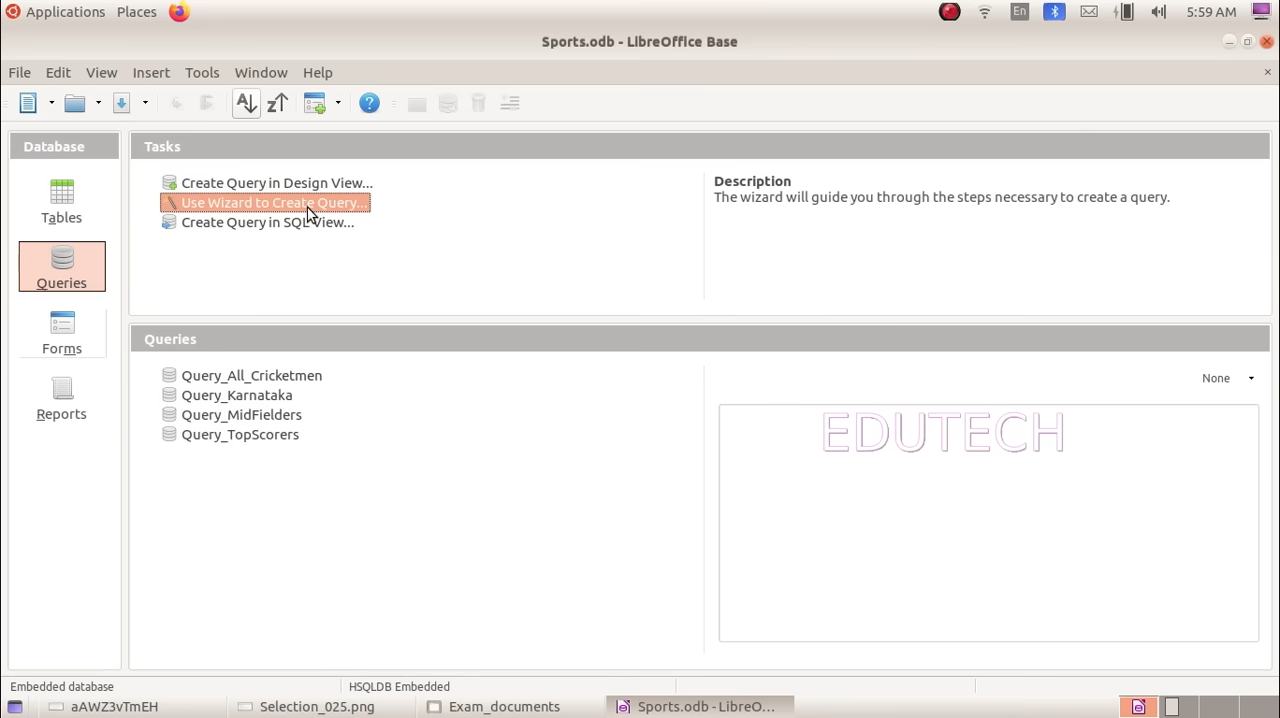 Applications Places En 5:59 AM
Sports.odb - LibreOffice Base
File Edit View Insert Tools Window Help ×
Database
Tables
Queries
Forms
Reports
Tasks
Create Query in Design View...
Use Wizard to Create Query...
Create Query in SQL View...
Description
The wizard will guide you through the steps necessary to create a query.
Queries
Query_All_Cricketmen
Query_Karnataka
Query_MidFielders
Query_TopScorers
None
EDUTECH
Embedded database HSQLDB Embedded
aAWZ3vTmEH Selection_025.png Exam_documents Sports.odb - LibreO...